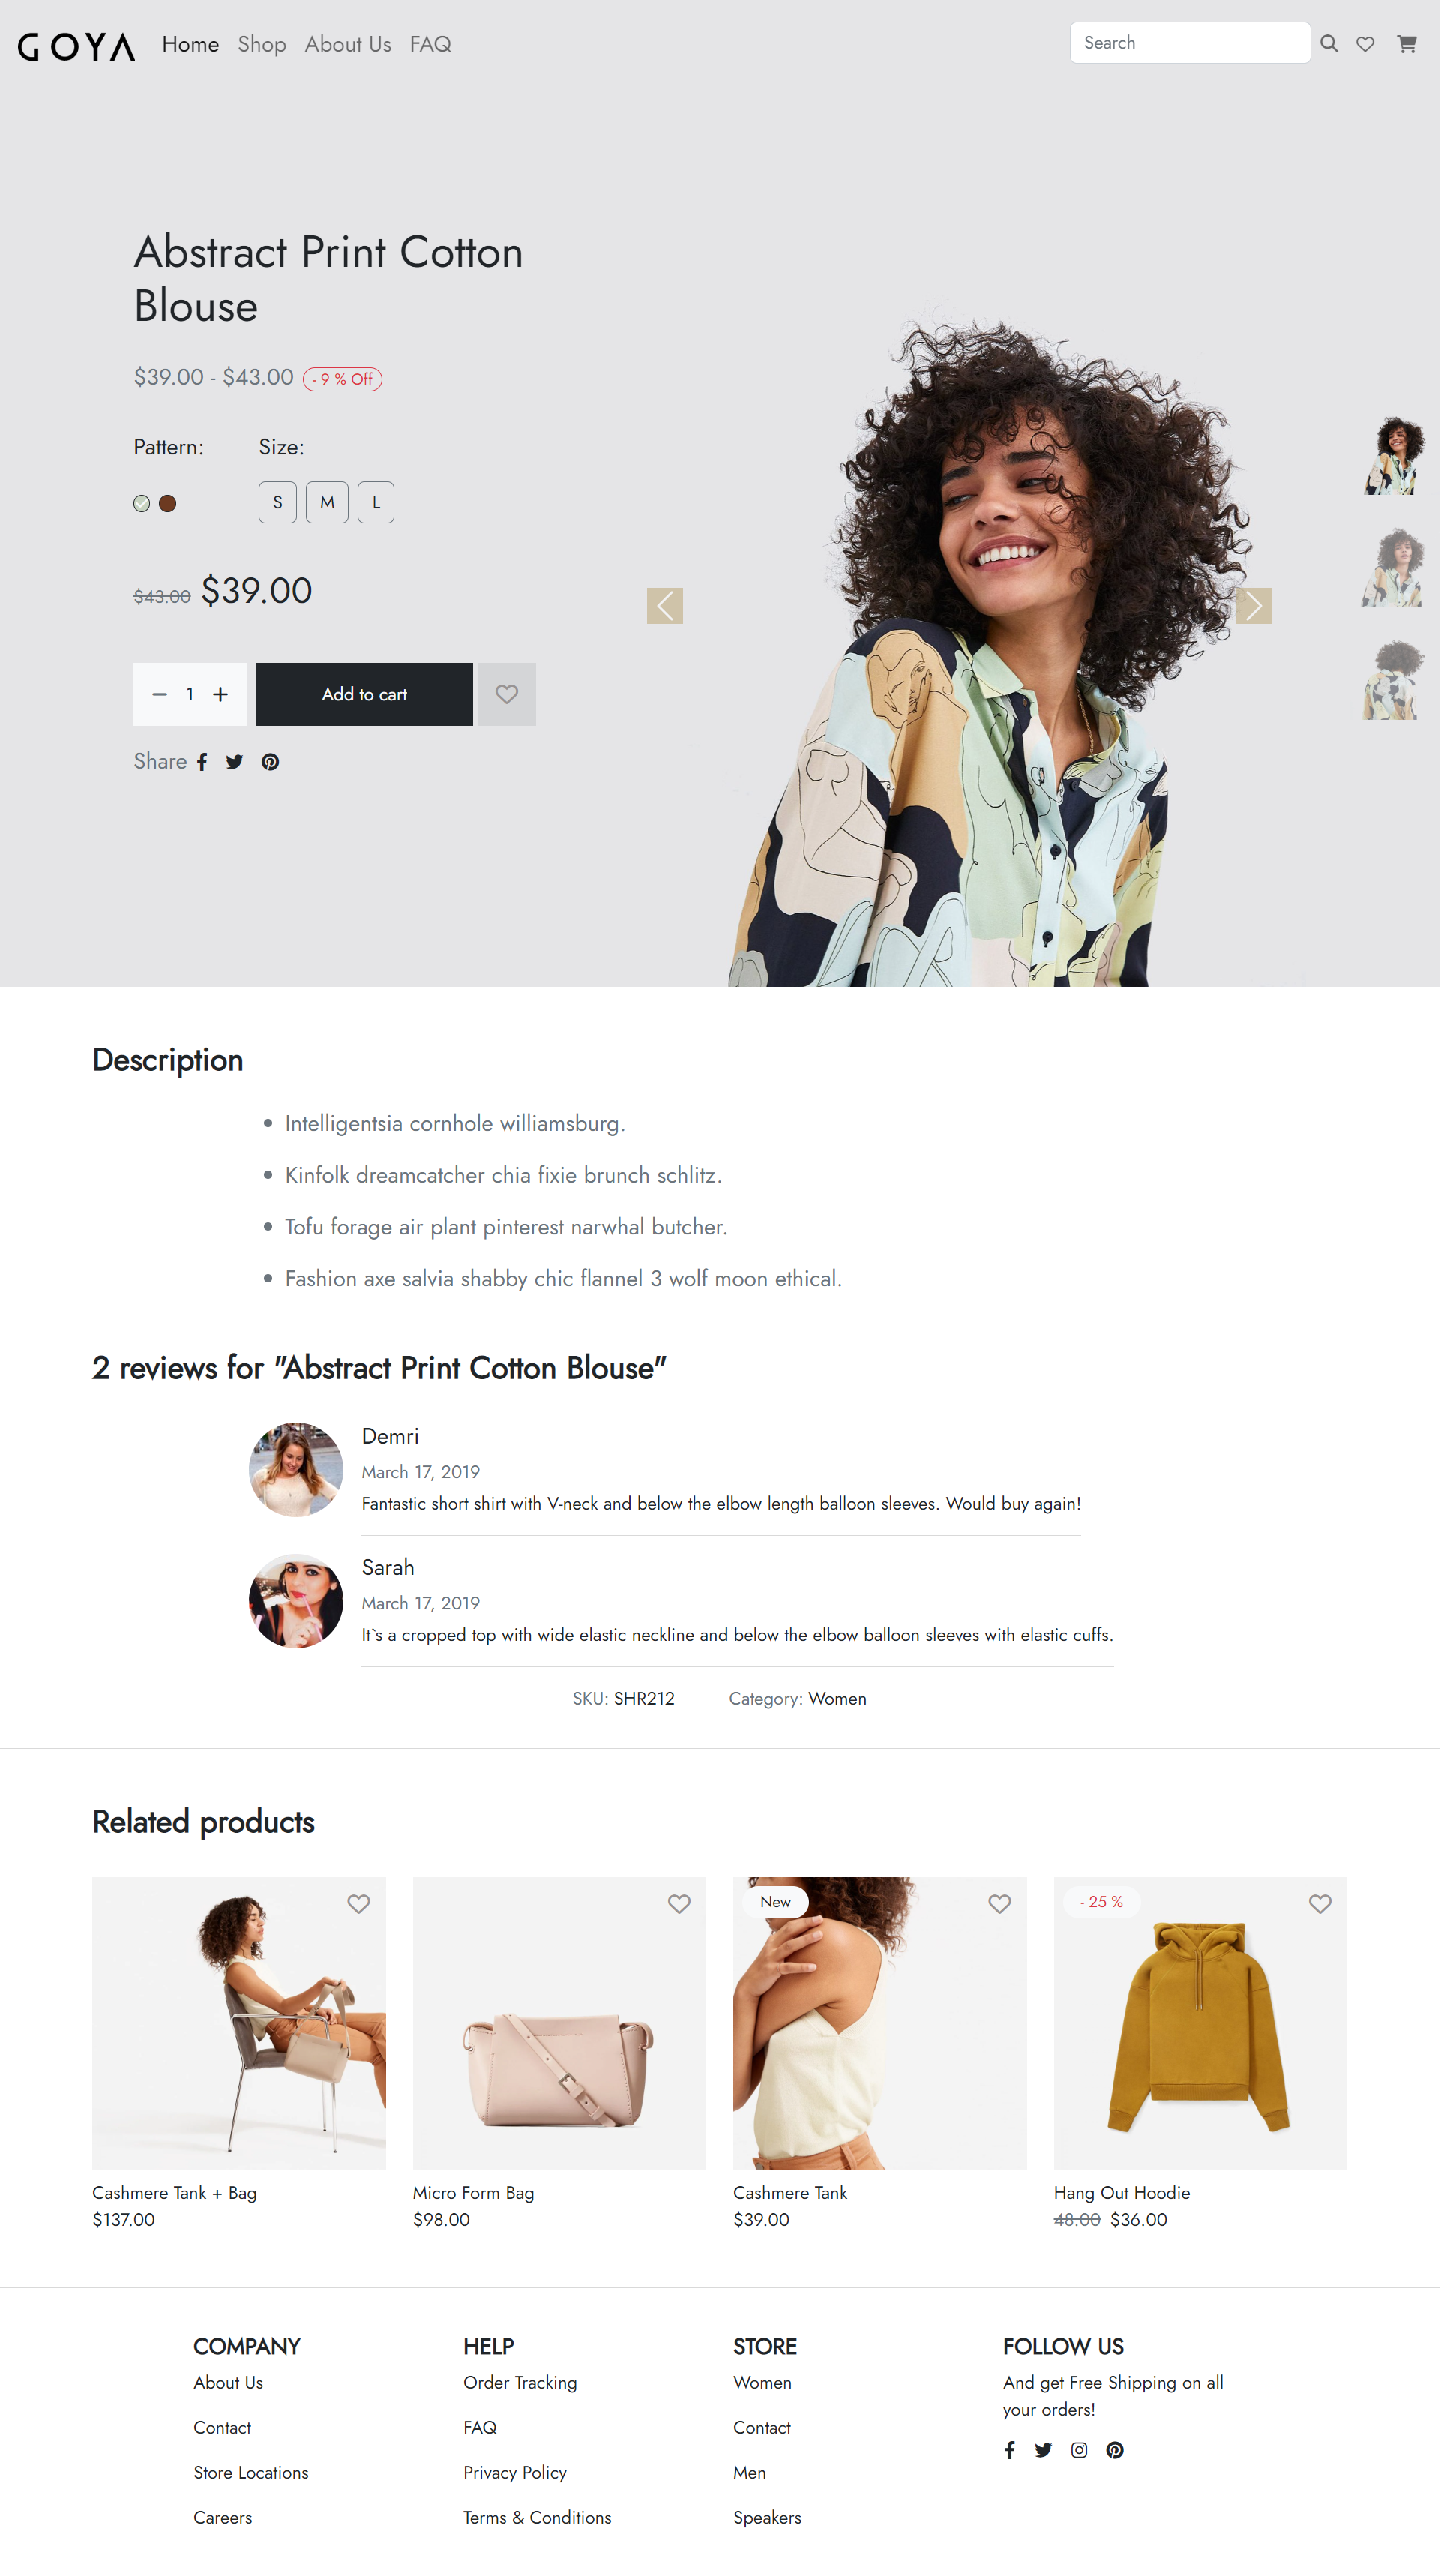 GOYA Home Shop About Us FAQ Search
Abstract Print Cotton
Blouse
$39.00 - $43.00 - 9 % Off
Pattern: Size:
S M L
$43.00 $39.00
1 Add to cart
Share
Description
Intelligentsia cornhole williamsburg.
Kinfolk dreamcatcher chia fixie brunch schlitz.
Tofu forage air plant pinterest narwhal butcher.
Fashion axe salvia shabby chic flannel 3 wolf moon ethical.
2 reviews for "Abstract Print Cotton Blouse"
Demri
March 17, 2019
Fantastic short shirt with V-neck and below the elbow length balloon sleeves. Would buy again!
Sarah
March 17, 2019
It`s a cropped top with wide elastic neckline and below the elbow balloon sleeves with elastic cuffs.
SKU: SHR212 Category: Women
Related products
New
- 25 %
Cashmere Tank + Bag
$137.00
Micro Form Bag
$98.00
Cashmere Tank
$39.00
Hang Out Hoodie
48.00 $36.00
COMPANY
About Us
Contact
Store Locations
Careers
HELP
Order Tracking
FAQ
Privacy Policy
Terms & Conditions
STORE
Women
Contact
Men
Speakers
FOLLOW US
And get Free Shipping on all
your orders!